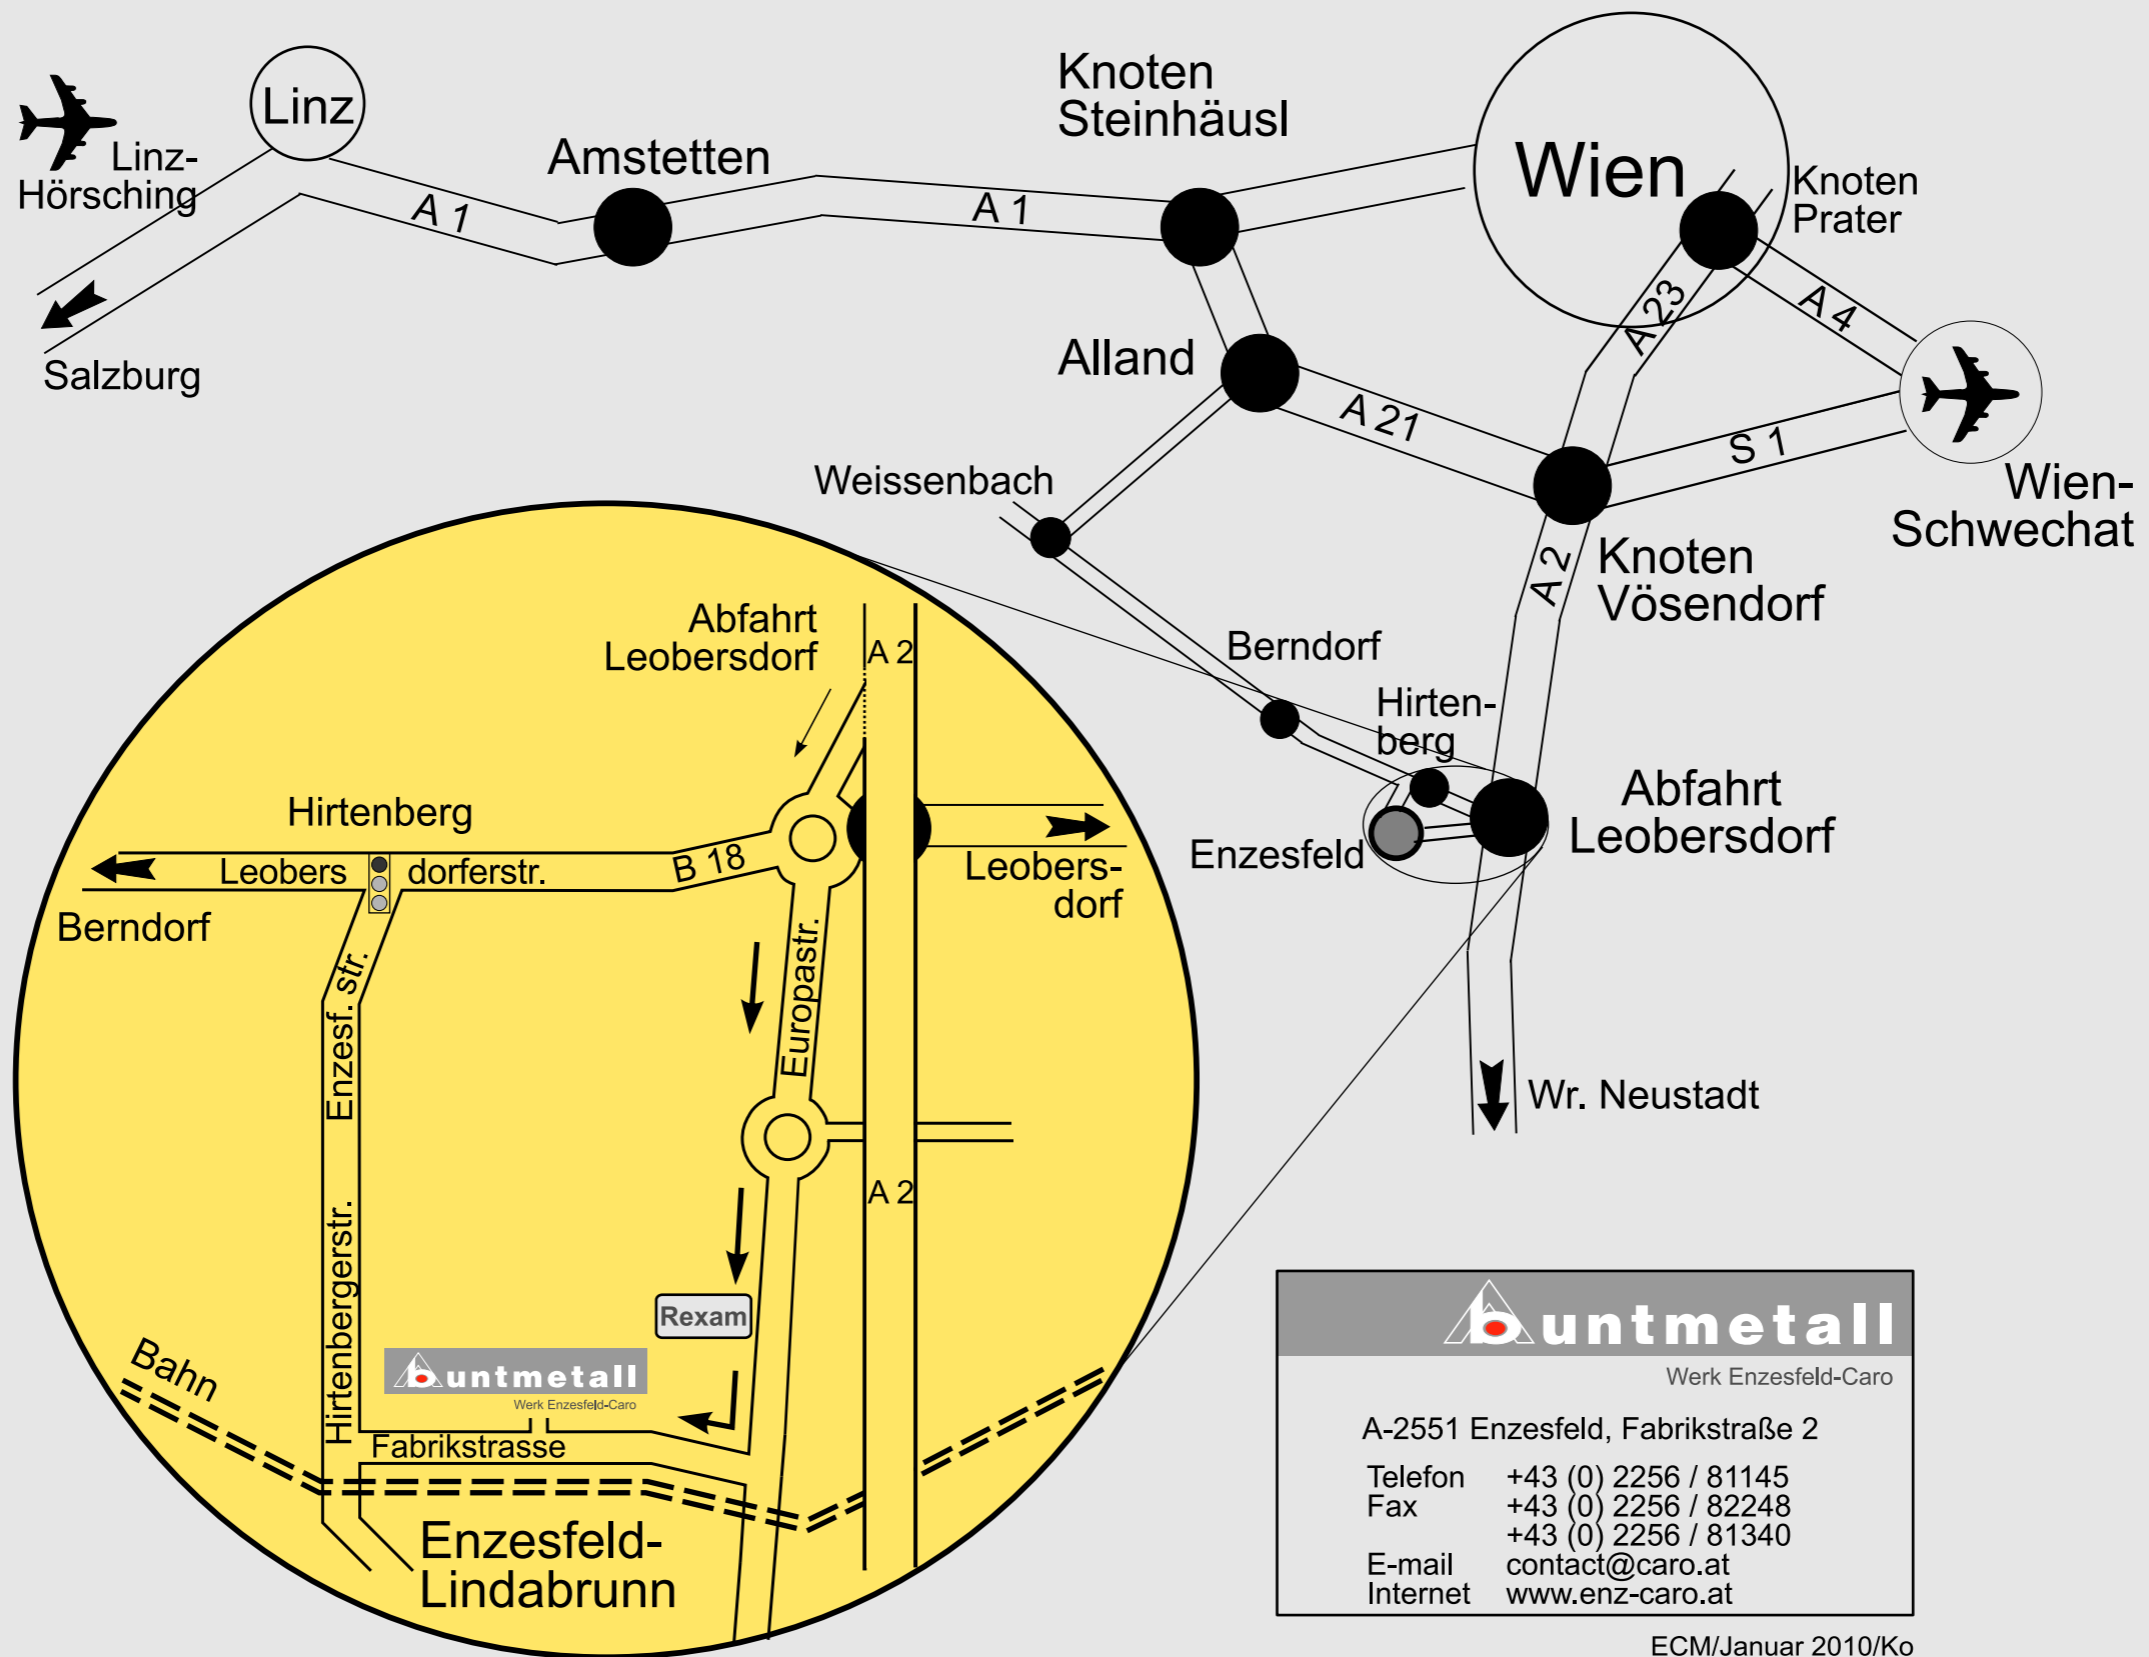 Linz
Linz-
Hörsching
Salzburg
A 1
Amstetten
A 1
Knoten
Steinhäusl
Wien
Knoten
Prater
A 23
A 4
Alland
A 21
S 1
Wien-
Schwechat
Weissenbach
A 2
Knoten
Vösendorf
Berndorf
Hirten-
berg
Enzesfeld
Abfahrt
Leobersdorf
Wr. Neustadt
Abfahrt
Leobersdorf
A 2
Hirtenberg
Leobers dorferstr.
B 18
Berndorf
Leobers-
dorf
Enzesf. str.
Europastr.
A 2
Hirtenbergerstr.
Rexam
Bahn
buntmetall
Werk Enzesfeld-Caro
Fabrikstrasse
Enzesfeld-
Lindabrunn
buntmetall
Werk Enzesfeld-Caro
A-2551 Enzesfeld, Fabrikstraße 2
Telefon +43 (0) 2256 / 81145
Fax +43 (0) 2256 / 82248
+43 (0) 2256 / 81340
E-mail contact@caro.at
Internet www.enz-caro.at
ECM/Januar 2010/Ko